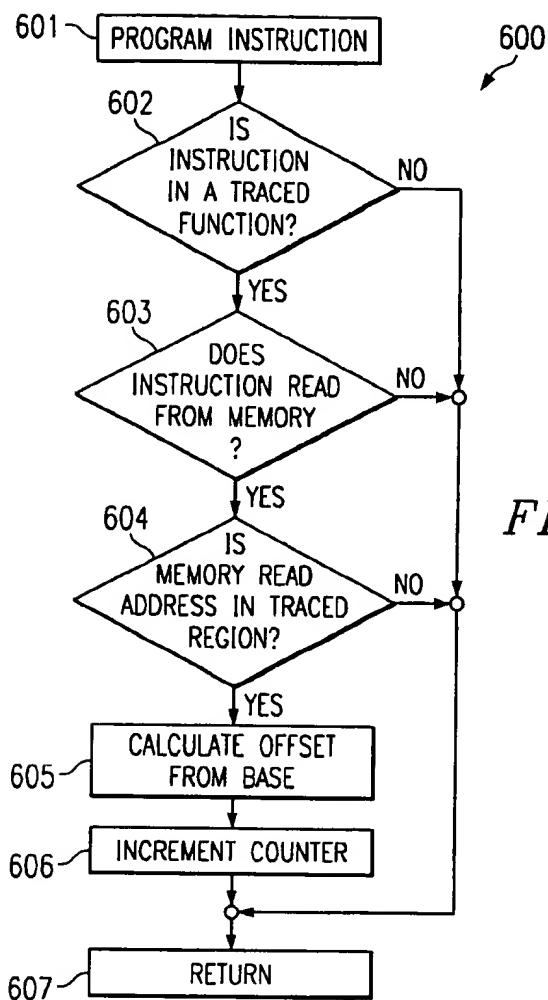 601
PROGRAM INSTRUCTION
600
602
IS
INSTRUCTION
IN A TRACED
FUNCTION?
NO
YES
603
DOES
INSTRUCTION READ
FROM MEMORY
?
NO
YES
604
IS
MEMORY READ
ADDRESS IN TRACED
REGION?
NO
YES
605
CALCULATE OFFSET
FROM BASE
606
INCREMENT COUNTER
607
RETURN